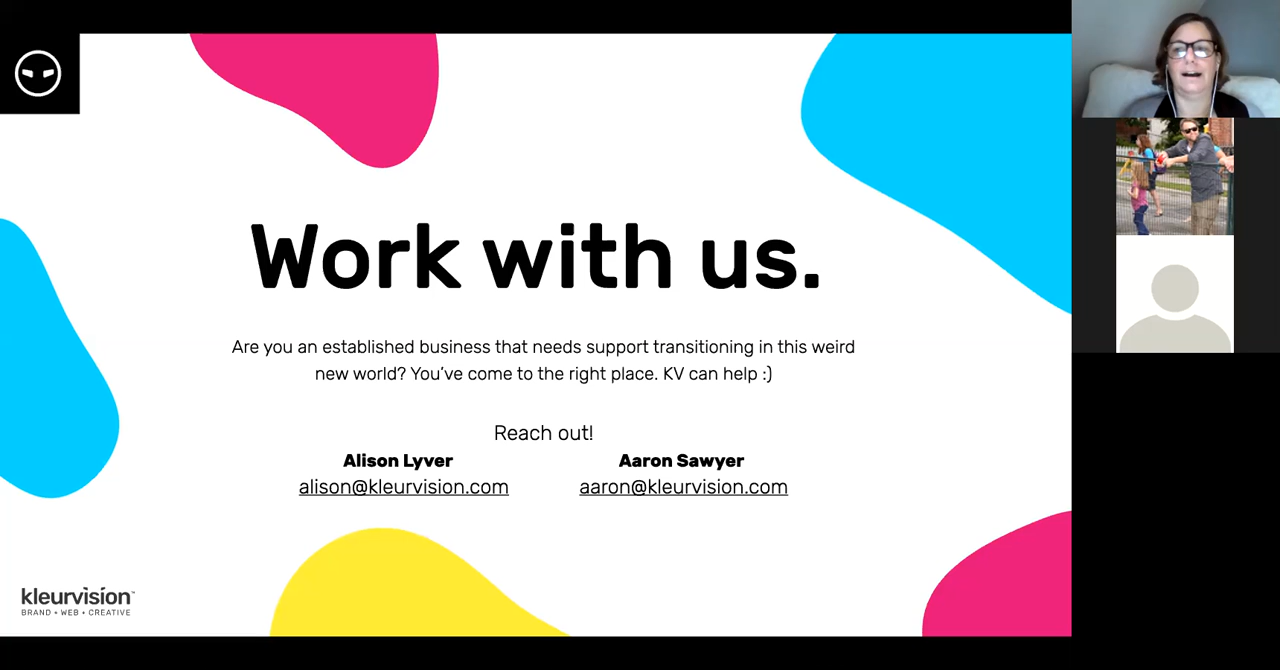 Work with us.
Are you an established business that needs support transitioning in this weird
new world? You’ve come to the right place. KV can help :)
Reach out!
Alison Lyver
alison@kleurvision.com
Aaron Sawyer
aaron@kleurvision.com
kleurvision™
BRAND + WEB + CREATIVE